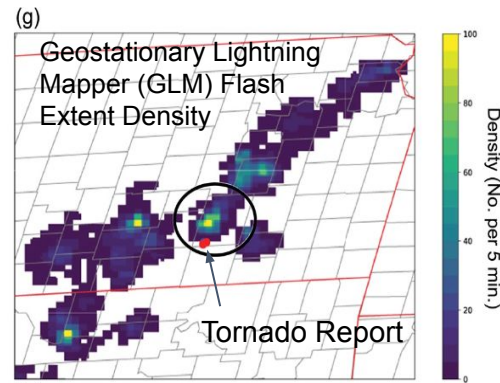 (g)
Geostationary Lightning
Mapper (GLM) Flash
Extent Density
Tornado Report
100
80
60
40
20
0
Density (No. per 5 min.)